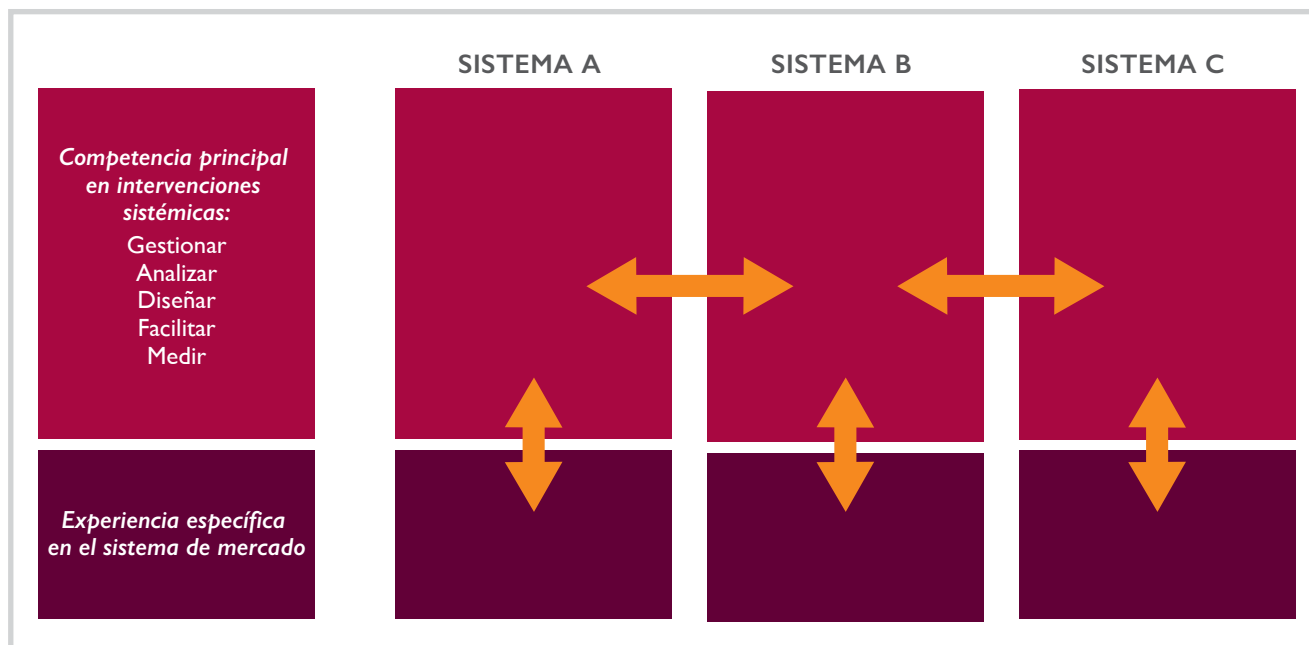 SISTEMA A
SISTEMA B
SISTEMA C
Competencia principal
en intervenciones
sistémicas:
Gestionar
Analizar
Diseñar
Facilitar
Medir
Experiencia específica
en el sistema de mercado